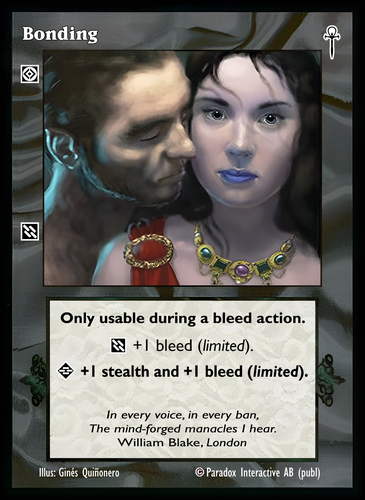 Bonding
Only usable during a bleed action.
+1 bleed (limited).
+1 stealth and +1 bleed (limited).
In every voice, in every ban,
The mind-forged manacles I hear.
William Blake, London
Illus: Ginés Quiñonero © Paradox Interactive AB (publ)